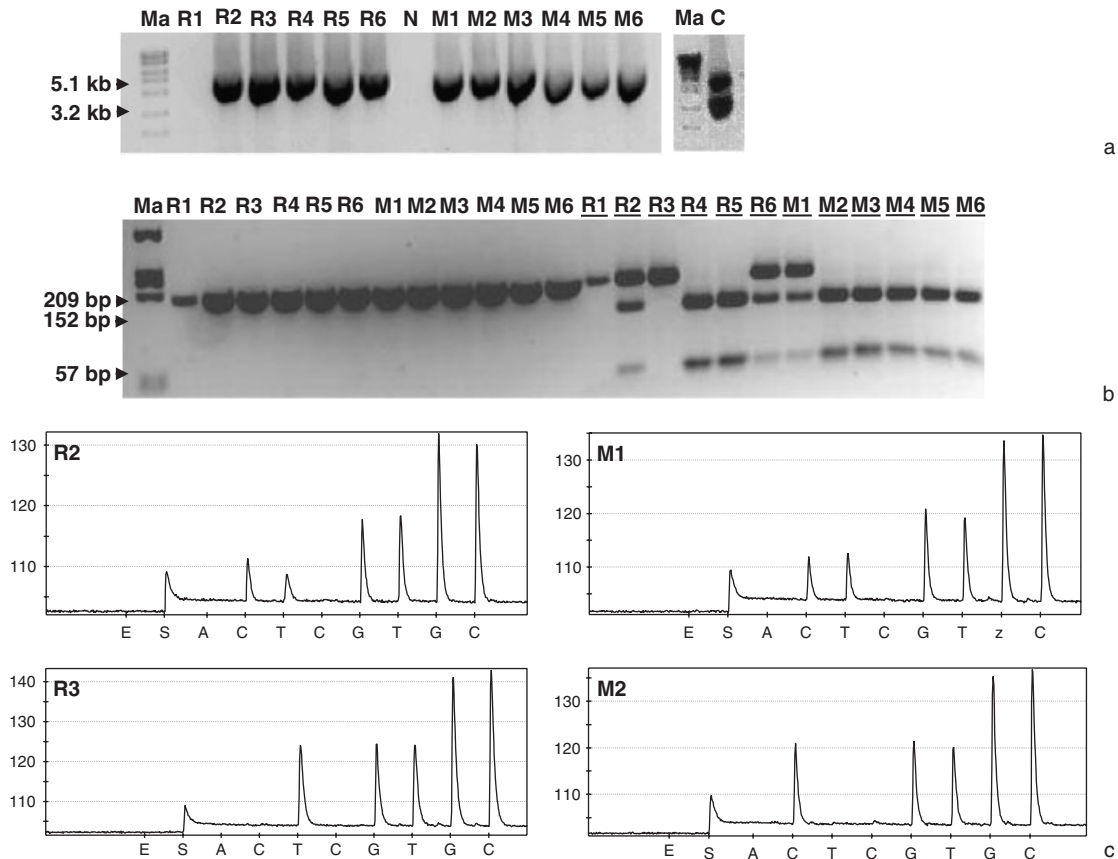 Ma R1 R2 R3 R4 R5 R6 N M1 M2 M3 M4 M5 M6 Ma C
5.1 kb
3.2 kb
a
Ma R1 R2 R3 R4 R5 R6 M1 M2 M3 M4 M5 M6 R1 R2 R3 R4 R5 R6 M1 M2 M3 M4 M5 M6
209 bp
152 bp
57 bp
b
R2
130
120
110
E S A C T C G T G C
M1
130
120
110
E S A C T C G T z C
R3
140
130
120
110
E S A C T C G T G C
M2
130
120
110
E S A C T C G T G C
c